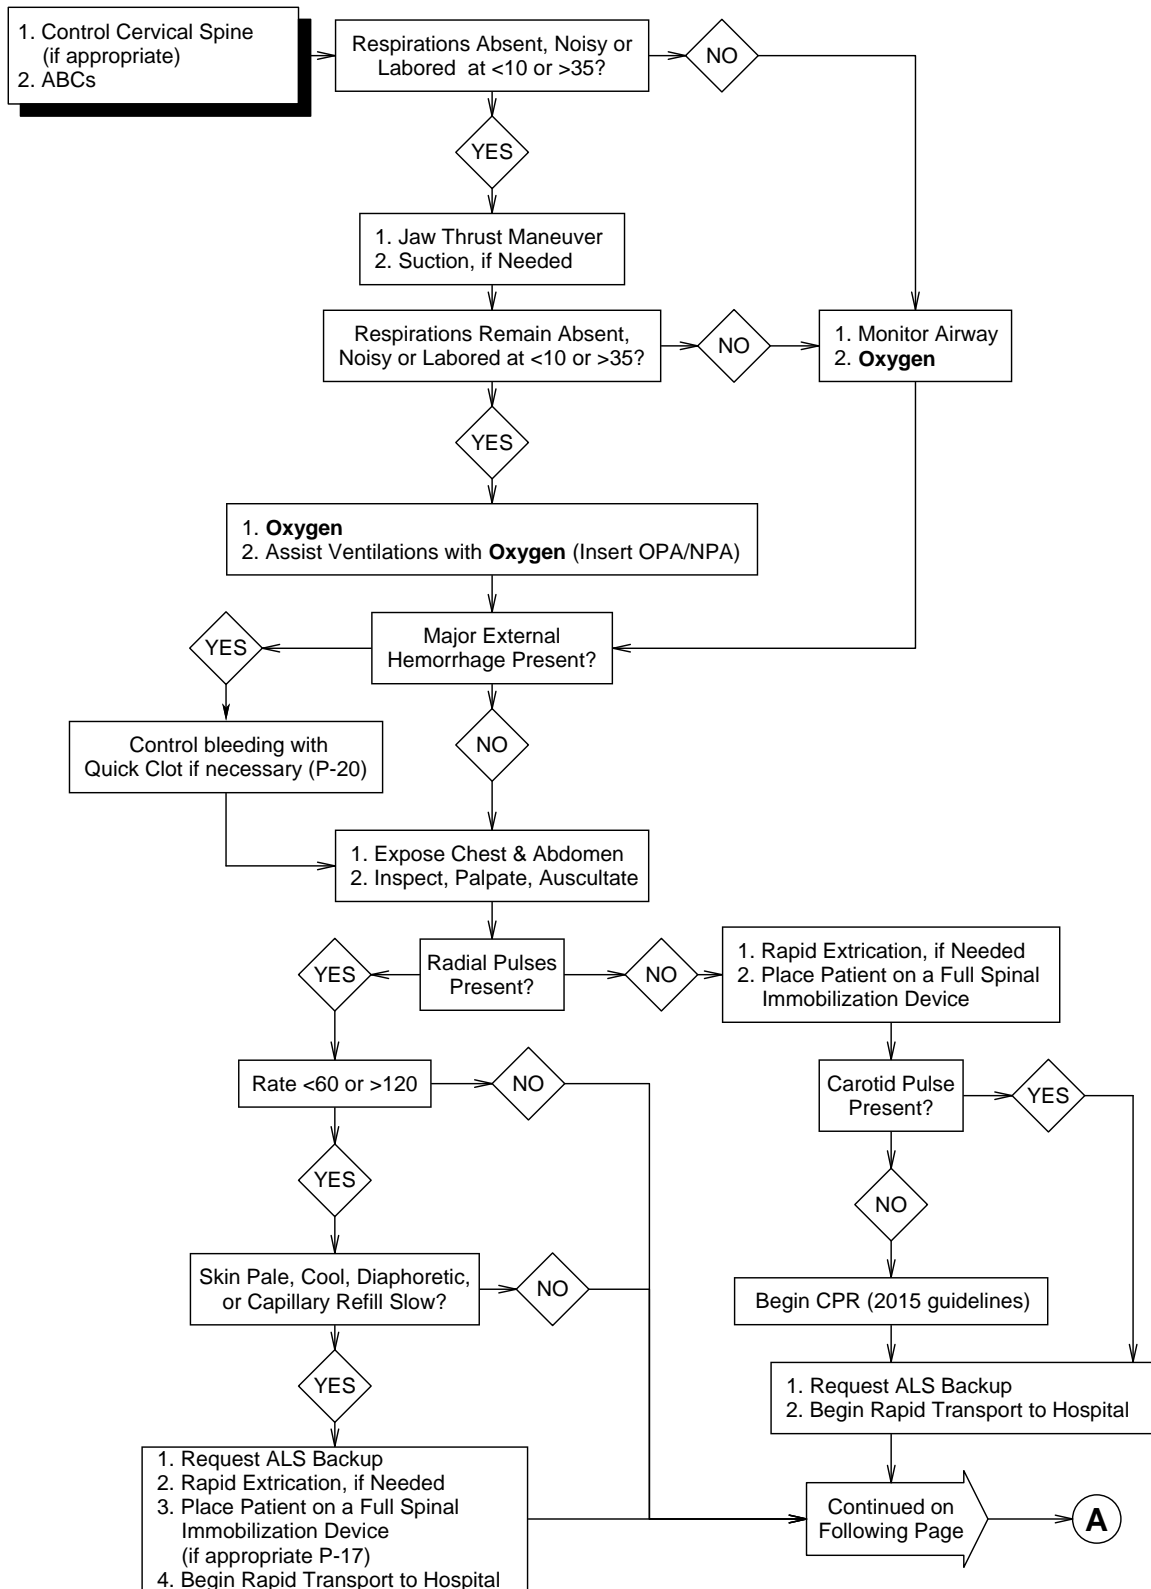 1. Control Cervical Spine
(if appropriate)
2. ABCs
Respirations Absent, Noisy or
Labored at <10 or >35?
NO
YES
1. Jaw Thrust Maneuver
2. Suction, if Needed
Respirations Remain Absent,
Noisy or Labored at <10 or >35?
NO
1. Monitor Airway
2. Oxygen
YES
1. Oxygen
2. Assist Ventilations with Oxygen (Insert OPA/NPA)
Major External
Hemorrhage Present?
YES
NO
Control bleeding with
Quick Clot if necessary (P-20)
1. Expose Chest & Abdomen
2. Inspect, Palpate, Auscultate
Radial Pulses
Present?
YES
NO
1. Rapid Extrication, if Needed
2. Place Patient on a Full Spinal
Immobilization Device
Rate <60 or >120
NO
Carotid Pulse
Present?
YES
YES
NO
Skin Pale, Cool, Diaphoretic,
or Capillary Refill Slow?
NO
Begin CPR (2015 guidelines)
YES
1. Request ALS Backup
2. Begin Rapid Transport to Hospital
1. Request ALS Backup
2. Rapid Extrication, if Needed
3. Place Patient on a Full Spinal
Immobilization Device
(if appropriate P-17)
4. Begin Rapid Transport to Hospital
Continued on
Following Page
A